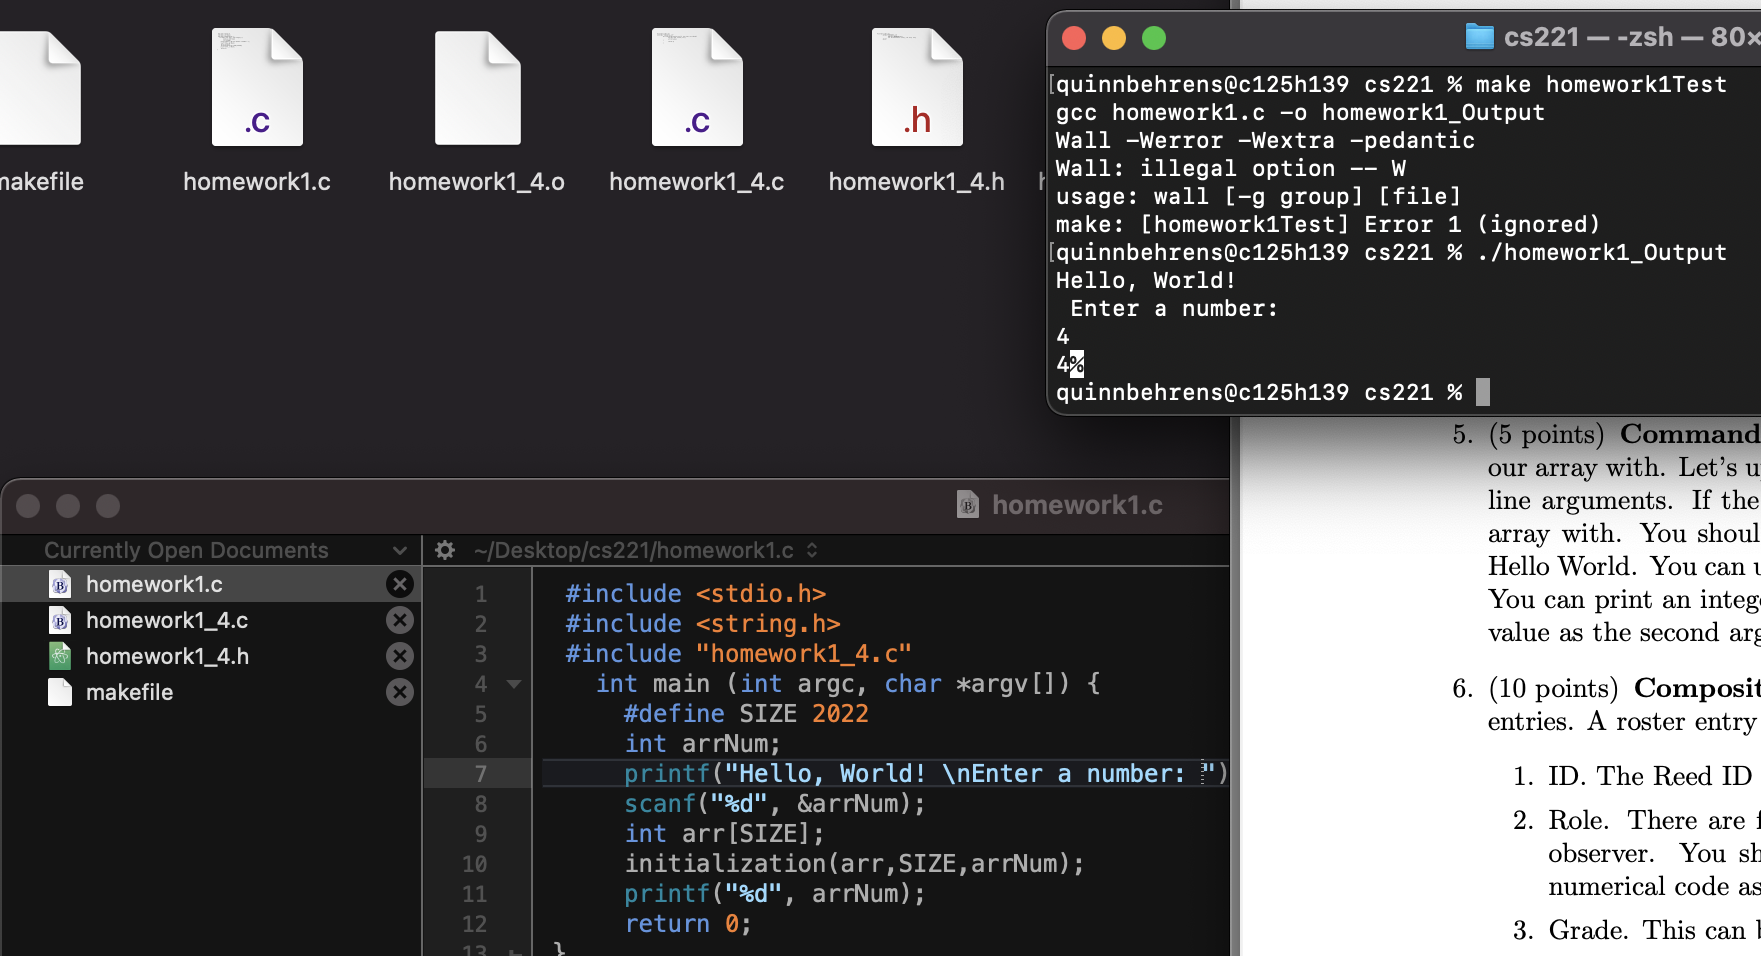 makefile
homework1.c
homework1_4.o
homework1_4.c
homework1_4.h
.c
.c
.h
cs221 — -zsh — 80×
quinnbehrens@c125h139 cs221 % make homework1Test
gcc homework1.c -o homework1_Output
Wall -Werror -Wextra -pedantic
Wall: illegal option -- W
usage: wall [-g group] [file]
make: [homework1Test] Error 1 (ignored)
quinnbehrens@c125h139 cs221 % ./homework1_Output
Hello, World!
 Enter a number:
4
4%
quinnbehrens@c125h139 cs221 %
homework1.c
Currently Open Documents
homework1.c
homework1_4.c
homework1_4.h
makefile
~/Desktop/cs221/homework1.c
1 #include <stdio.h>
2 #include <string.h>
3 #include "homework1_4.c"
4 int main (int argc, char *argv[]) {
5 #define SIZE 2022
6 int arrNum;
7 printf("Hello, World! \nEnter a number: ")
8 scanf("%d", &arrNum);
9 int arr[SIZE];
10 initialization(arr,SIZE,arrNum);
11 printf("%d", arrNum);
12 return 0;
13 }
5. (5 points) Command
our array with. Let's u
line arguments. If the
array with. You shoul
Hello World. You can u
You can print an intege
value as the second arg
6. (10 points) Composit
entries. A roster entry
1. ID. The Reed ID
2. Role. There are f
observer. You sh
numerical code as
3. Grade. This can b